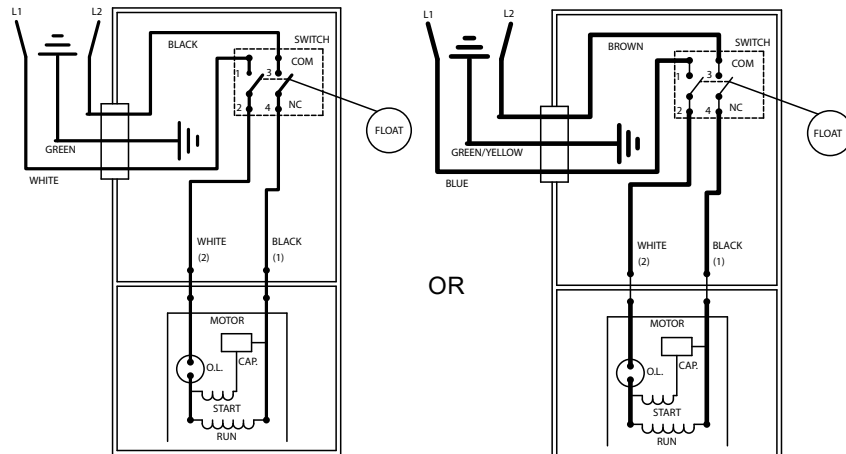 L1
L2
BLACK
SWITCH
COM
1
3
2
4
NC
FLOAT
GREEN
WHITE
WHITE
(2)
BLACK
(1)
MOTOR
O.L.
CAP.
START
RUN
OR
L1
L2
BROWN
SWITCH
COM
1
3
2
4
NC
FLOAT
GREEN/YELLOW
BLUE
WHITE
(2)
BLACK
(1)
MOTOR
O.L.
CAP.
START
RUN